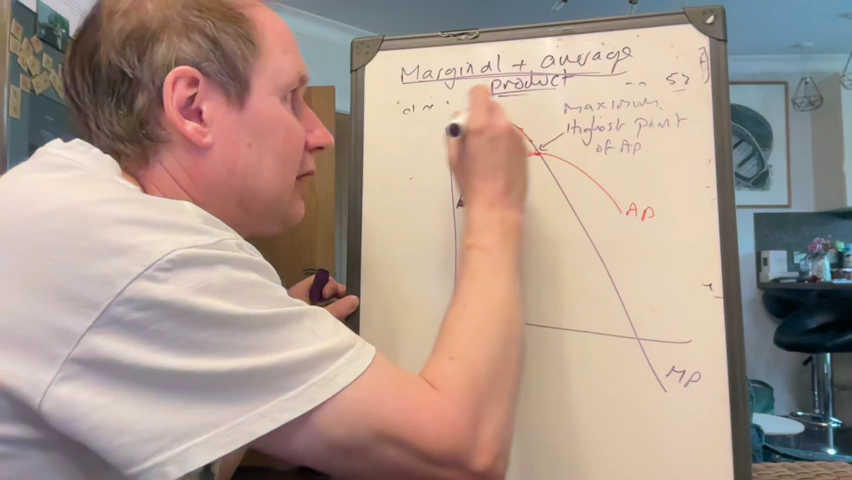 Marginal + average
product
Maximum
Highest point
of AP
AP
MP